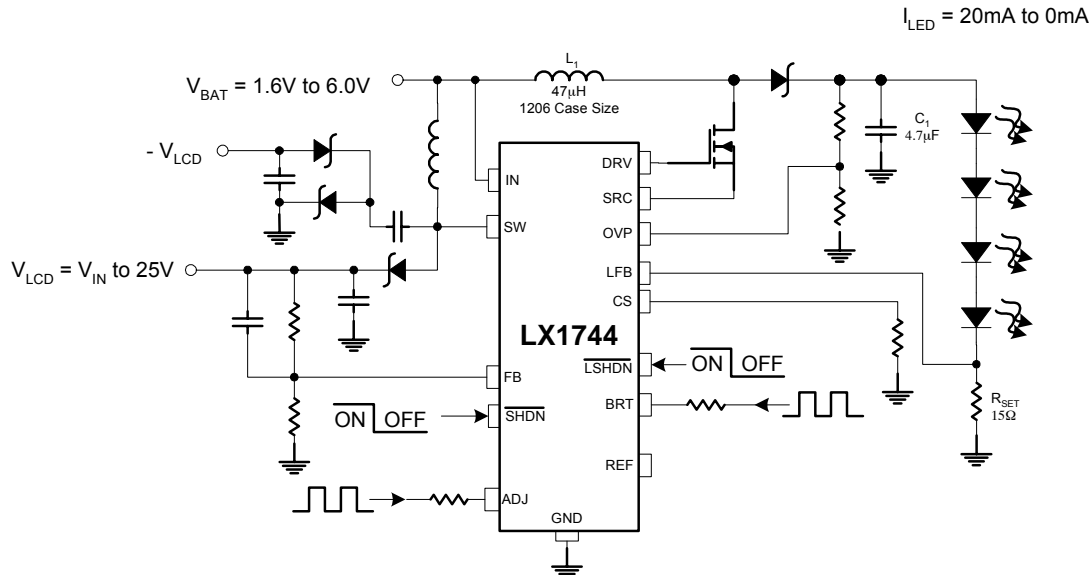 I_LED = 20mA to 0mA
L₁
47μH
1206 Case Size
V_BAT = 1.6V to 6.0V
C₁
4.7μF
- V_LCD
DRV
IN
SRC
SW
OVP
V_LCD = V_IN to 25V
LFB
CS
LX1744
LSHDN
ON OFF
FB
BRT
R_SET
15Ω
ON OFF
SHDN
REF
ADJ
GND